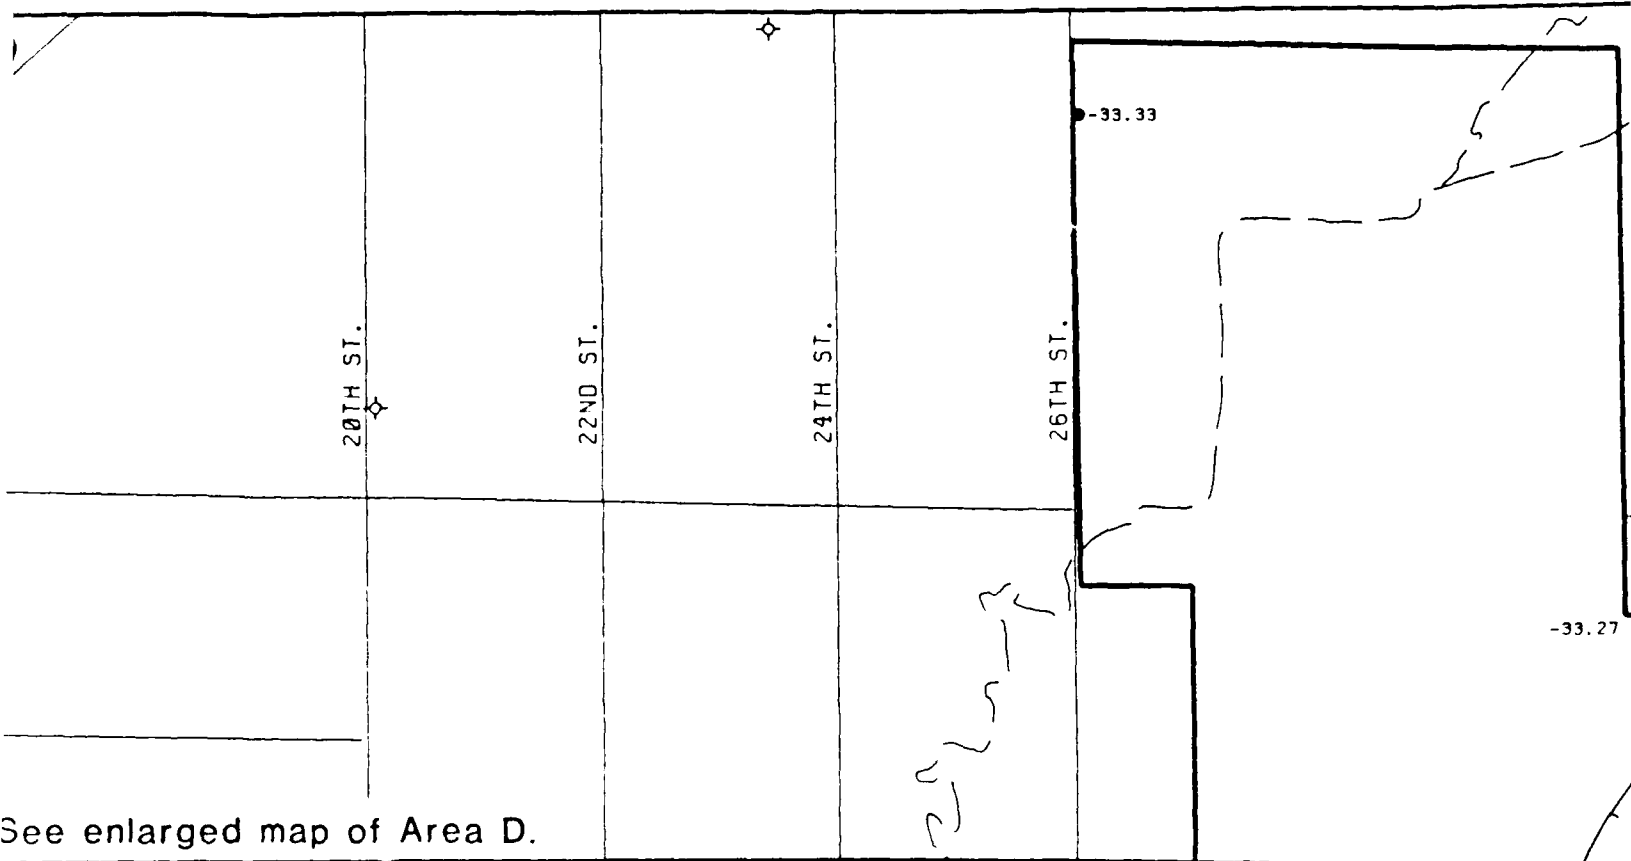 -33.33
20TH ST.
22ND ST.
24TH ST.
26TH ST.
-33.27
See enlarged map of Area D.